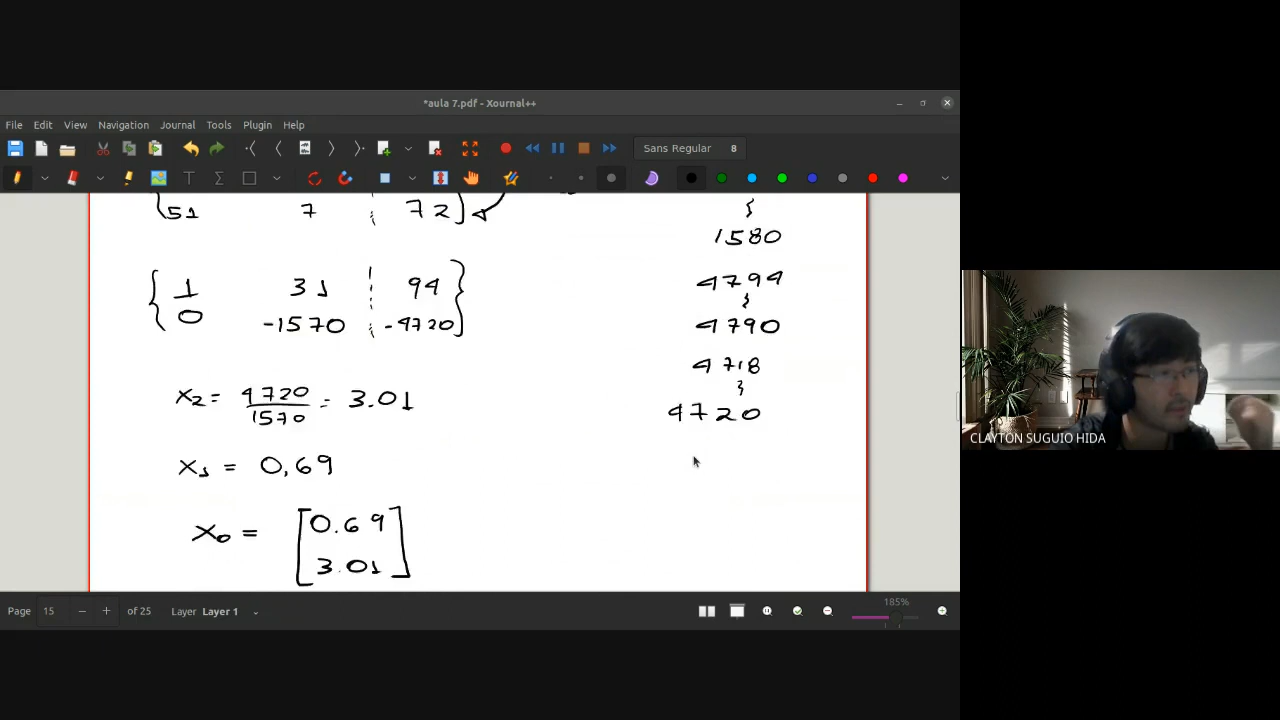 *aula 7.pdf - Xournal++
File Edit View Navigation Journal Tools Plugin Help
Sans Regular 8
51 7 72
1 31 94
0 -1570 -4720
x2 = 4720/1570 = 3.01
x1 = 0,69
x0 = [0.69
3.01]
1580
4794
4790
4718
4720
CLAYTON SUGUIO HIDA
Page 15 of 25 Layer Layer 1
185%